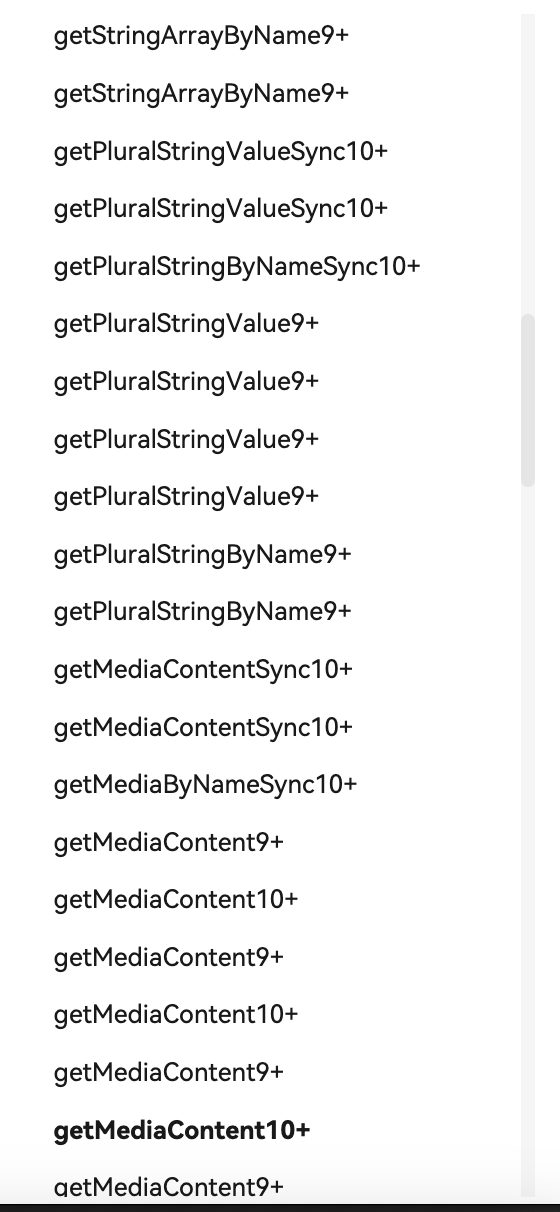 getStringArrayByName9+
getStringArrayByName9+
getPluralStringValueSync10+
getPluralStringValueSync10+
getPluralStringByNameSync10+
getPluralStringValue9+
getPluralStringValue9+
getPluralStringValue9+
getPluralStringValue9+
getPluralStringByName9+
getPluralStringByName9+
getMediaContentSync10+
getMediaContentSync10+
getMediaByNameSync10+
getMediaContent9+
getMediaContent10+
getMediaContent9+
getMediaContent10+
getMediaContent9+
getMediaContent10+
getMediaContent9+